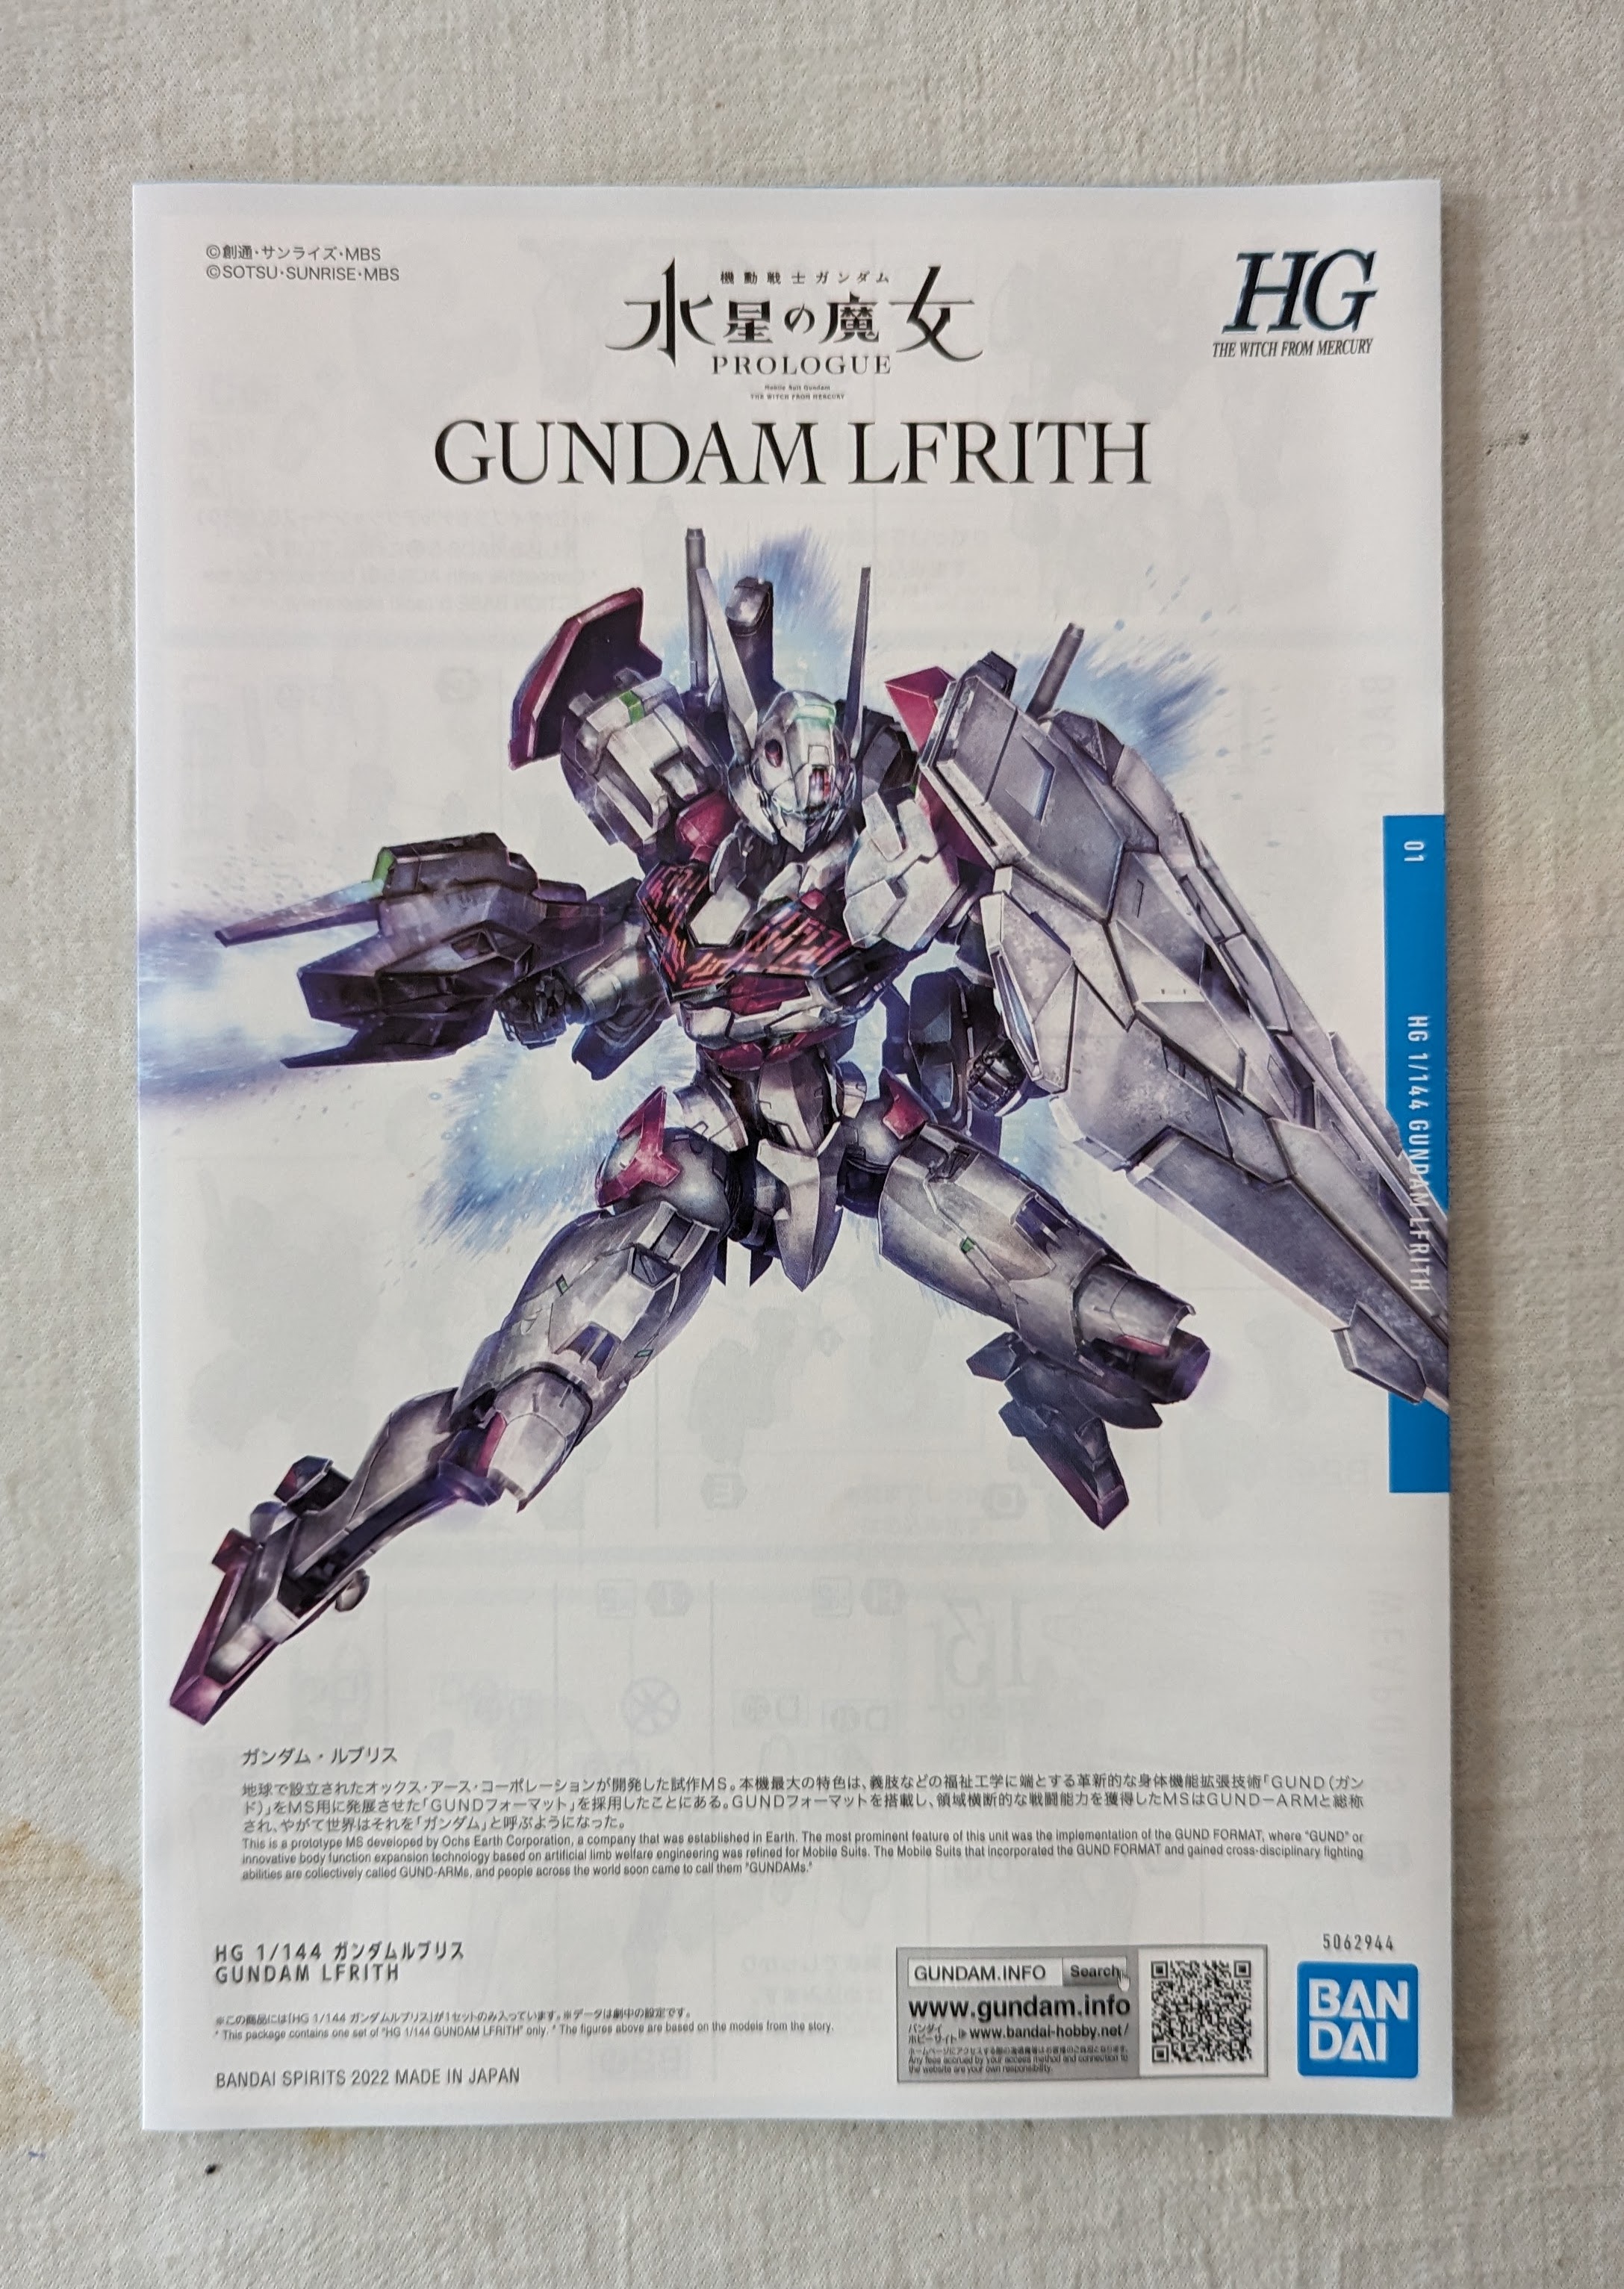 ©創通・サンライズ・MBS
©SOTSU・SUNRISE・MBS
機動戦士ガンダム
水星の魔女
PROLOGUE
Mobile Suit Gundam
THE WITCH FROM MERCURY
HG
THE WITCH FROM MERCURY
GUNDAM LFRITH
01
HG 1/144 GUNDAM LFRITH
ガンダム・ルブリス
地球で設立されたオックス・アース・コーポレーションが開発した試作MS。本機最大の特色は、義肢などの福祉工学に端とする革新的な身体機能拡張技術「GUND（ガン
ド）」をMS用に発展させた「GUNDフォーマット」を採用したことにある。GUNDフォーマットを搭載し、領域横断的な戦闘能力を獲得したMSはGUND-ARMと総称
され、やがて世界はそれを「ガンダム」と呼ぶようになった。
This is a prototype MS developed by Ochs Earth Corporation, a company that was established in Earth. The most prominent feature of this unit was the implementation of the GUND FORMAT, where "GUND" or
innovative body function expansion technology based on artificial limb welfare engineering was refined for Mobile Suits. The Mobile Suits that incorporated the GUND FORMAT and gained cross-disciplinary fighting
abilities are collectively called GUND-ARMs, and people across the world soon came to call them "GUNDAMs."
HG 1/144 ガンダムルブリス
GUNDAM LFRITH
※この商品には「HG 1/144 ガンダムルブリス」が1セットのみ入っています。※データは劇中の設定です。
* This package contains one set of "HG 1/144 GUNDAM LFRITH" only. * The figures above are based on the models from the story.
BANDAI SPIRITS 2022 MADE IN JAPAN
GUNDAM.INFO Search
www.gundam.info
バンダイ
ホビーサイト www.bandai-hobby.net/
Any fees accrued by your access method and connection to
the website are your own responsibility.
5062944
BAN
DAI